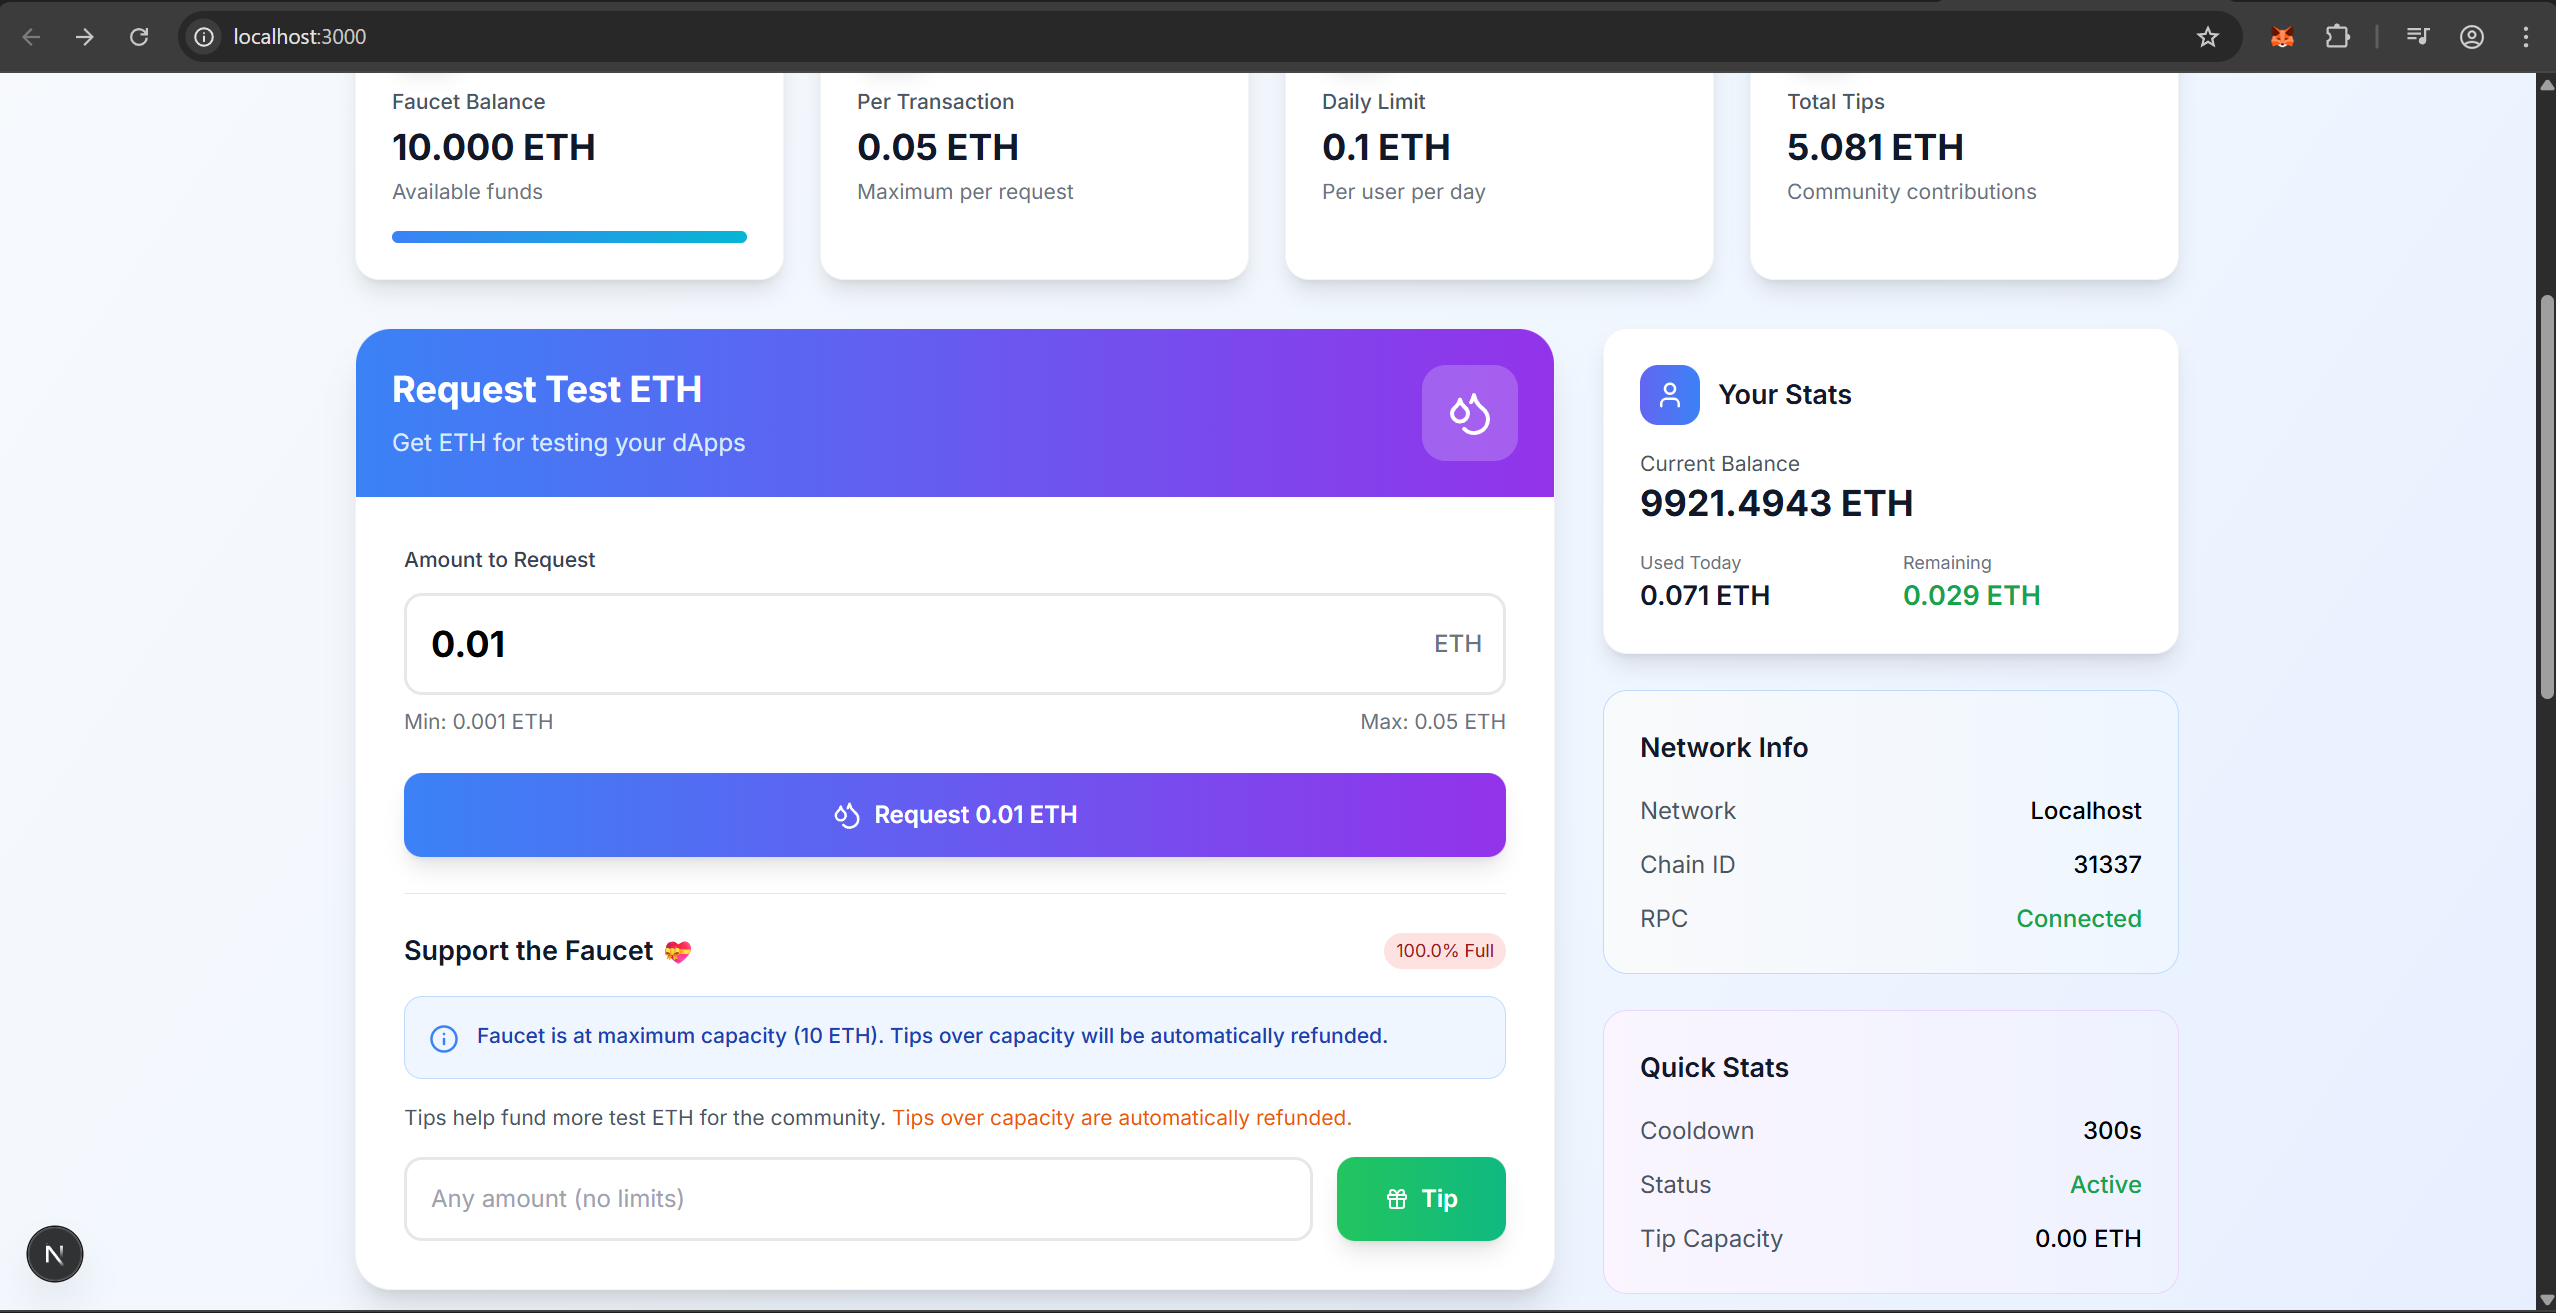 localhost:3000
Faucet Balance
10.000 ETH
Available funds
Per Transaction
0.05 ETH
Maximum per request
Daily Limit
0.1 ETH
Per user per day
Total Tips
5.081 ETH
Community contributions
Request Test ETH
Get ETH for testing your dApps
Amount to Request
0.01
ETH
Min: 0.001 ETH
Max: 0.05 ETH
Request 0.01 ETH
Support the Faucet 💝
100.0% Full
Faucet is at maximum capacity (10 ETH). Tips over capacity will be automatically refunded.
Tips help fund more test ETH for the community. Tips over capacity are automatically refunded.
Any amount (no limits)
Tip
Your Stats
Current Balance
9921.4943 ETH
Used Today
0.071 ETH
Remaining
0.029 ETH
Network Info
Network
Localhost
Chain ID
31337
RPC
Connected
Quick Stats
Cooldown
300s
Status
Active
Tip Capacity
0.00 ETH
N